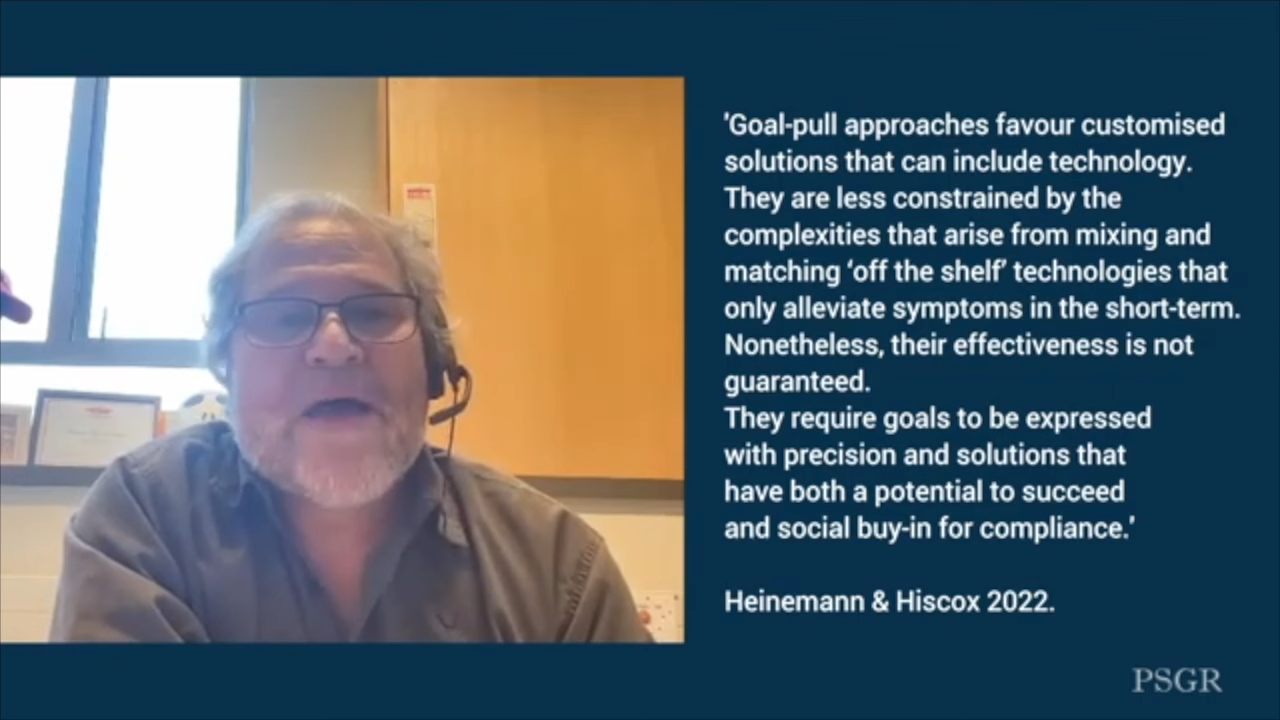 'Goal-pull approaches favour customised
solutions that can include technology.
They are less constrained by the
complexities that arise from mixing and
matching ‘off the shelf’ technologies that
only alleviate symptoms in the short-term.
Nonetheless, their effectiveness is not
guaranteed.
They require goals to be expressed
with precision and solutions that
have both a potential to succeed
and social buy-in for compliance.'
Heinemann & Hiscox 2022.
PSGR